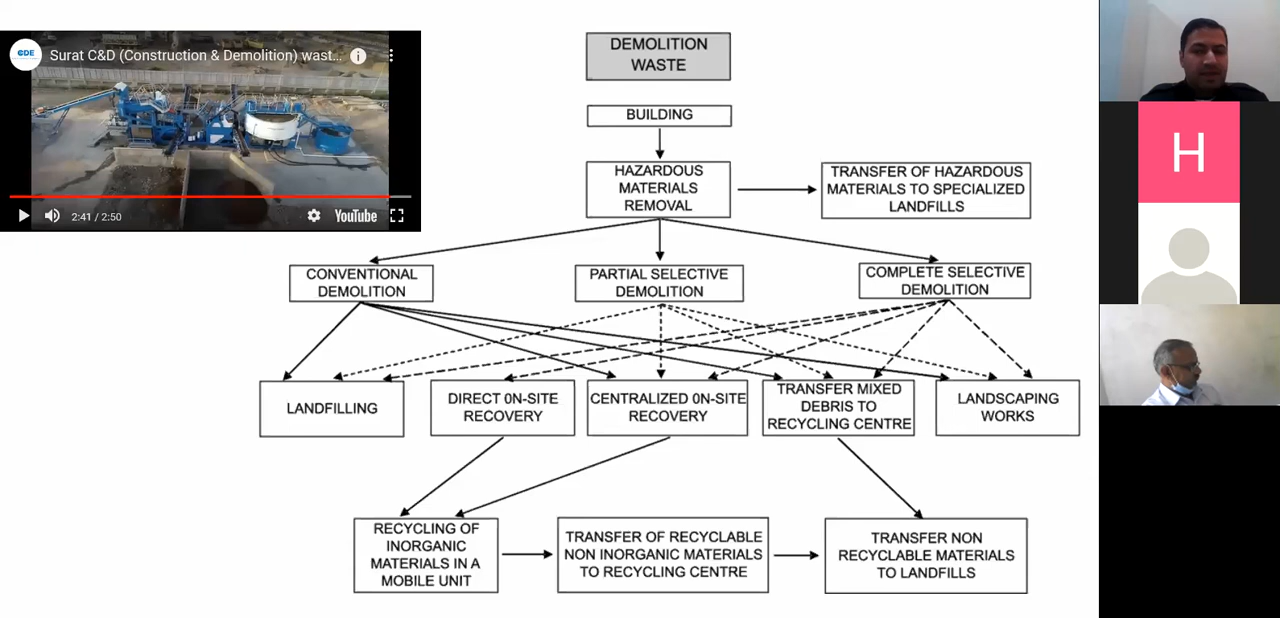 CDE
Surat C&D (Construction & Demolition) wast...
2:41 / 2:50
YouTube
DEMOLITION
WASTE
BUILDING
HAZARDOUS
MATERIALS
REMOVAL
TRANSFER OF HAZARDOUS
MATERIALS TO SPECIALIZED
LANDFILLS
CONVENTIONAL
DEMOLITION
PARTIAL SELECTIVE
DEMOLITION
COMPLETE SELECTIVE
DEMOLITION
LANDFILLING
DIRECT 0N-SITE
RECOVERY
CENTRALIZED 0N-SITE
RECOVERY
TRANSFER MIXED
DEBRIS TO
RECYCLING CENTRE
LANDSCAPING
WORKS
RECYCLING OF
INORGANIC
MATERIALS IN A
MOBILE UNIT
TRANSFER OF RECYCLABLE
NON INORGANIC MATERIALS
TO RECYCLING CENTRE
TRANSFER NON
RECYCLABLE MATERIALS
TO LANDFILLS
H